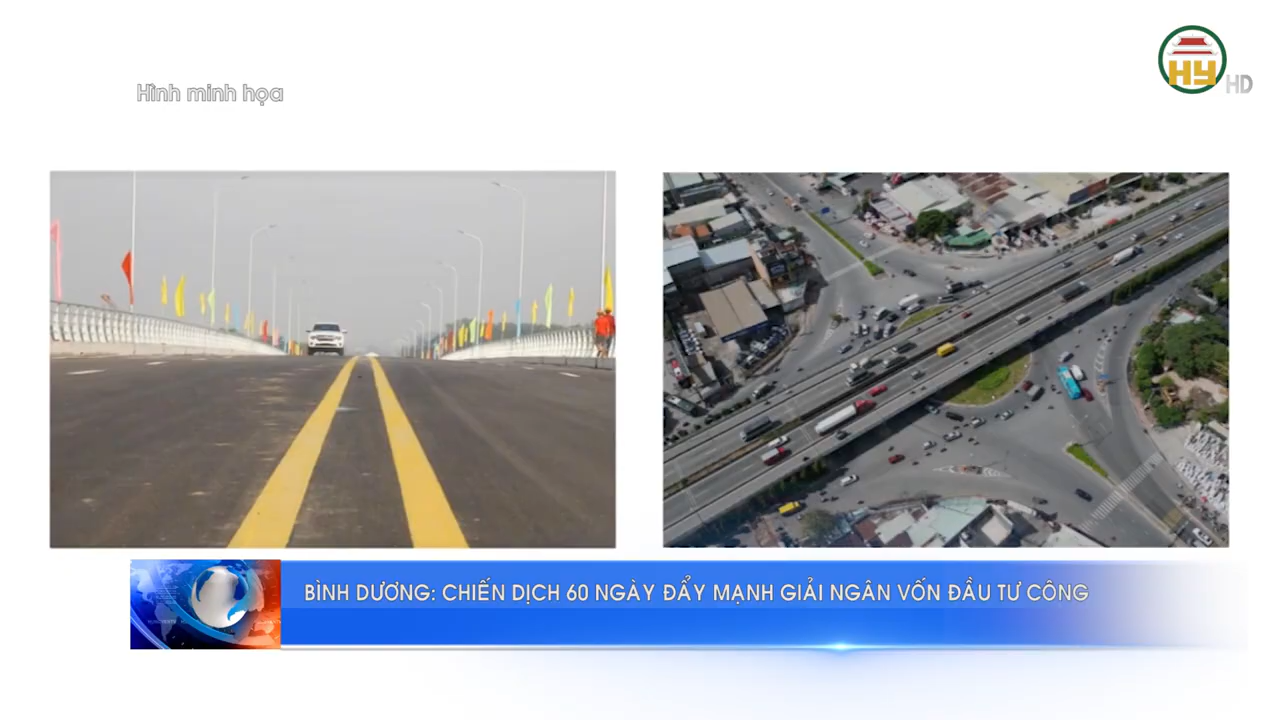 HY HD
Hình minh họa
BÌNH DƯƠNG: CHIẾN DỊCH 60 NGÀY ĐẨY MẠNH GIẢI NGÂN VỐN ĐẦU TƯ CÔNG